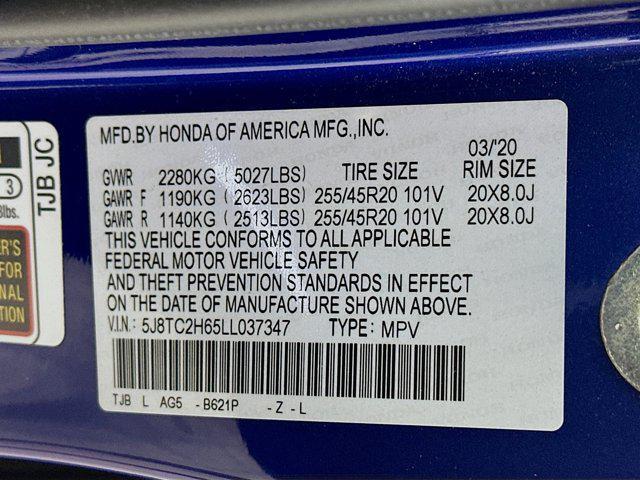 MFD.BY HONDA OF AMERICA MFG.,INC.
03/'20
GVWR 2280KG (5027LBS) TIRE SIZE RIM SIZE
GAWR F 1190KG (2623LBS) 255/45R20 101V 20X8.0J
GAWR R 1140KG (2513LBS) 255/45R20 101V 20X8.0J
THIS VEHICLE CONFORMS TO ALL APPLICABLE
FEDERAL MOTOR VEHICLE SAFETY
AND THEFT PREVENTION STANDARDS IN EFFECT
ON THE DATE OF MANUFACTURE SHOWN ABOVE.
V.I.N.: 5J8TC2H65LL037347 TYPE: MPV
TJB L AG5 - B621P - Z - L
TJB JC
3
lbs.
FOR